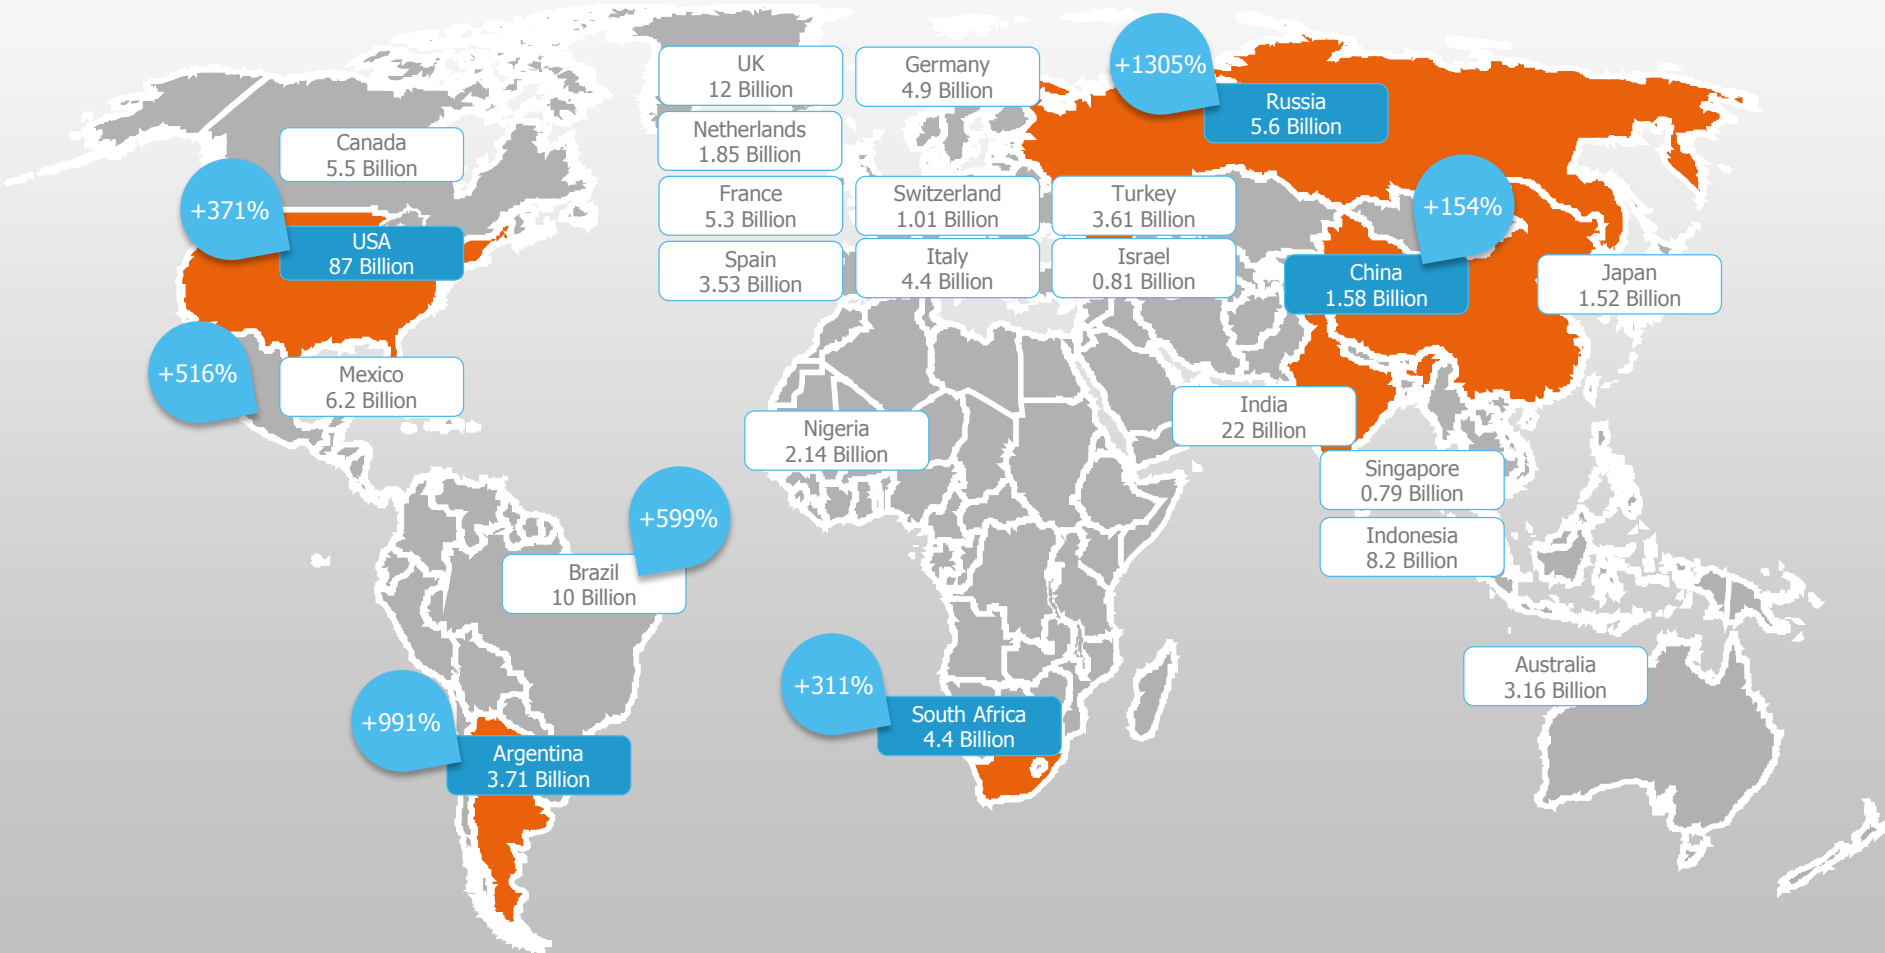 UK
12 Billion
Germany
4.9 Billion
+1305%
Russia
5.6 Billion
Canada
5.5 Billion
Netherlands
1.85 Billion
+371%
USA
87 Billion
France
5.3 Billion
Switzerland
1.01 Billion
Turkey
3.61 Billion
+154%
China
1.58 Billion
Spain
3.53 Billion
Italy
4.4 Billion
Israel
0.81 Billion
Japan
1.52 Billion
+516%
Mexico
6.2 Billion
Nigeria
2.14 Billion
India
22 Billion
Singapore
0.79 Billion
+599%
Brazil
10 Billion
Indonesia
8.2 Billion
+311%
South Africa
4.4 Billion
Australia
3.16 Billion
+991%
Argentina
3.71 Billion